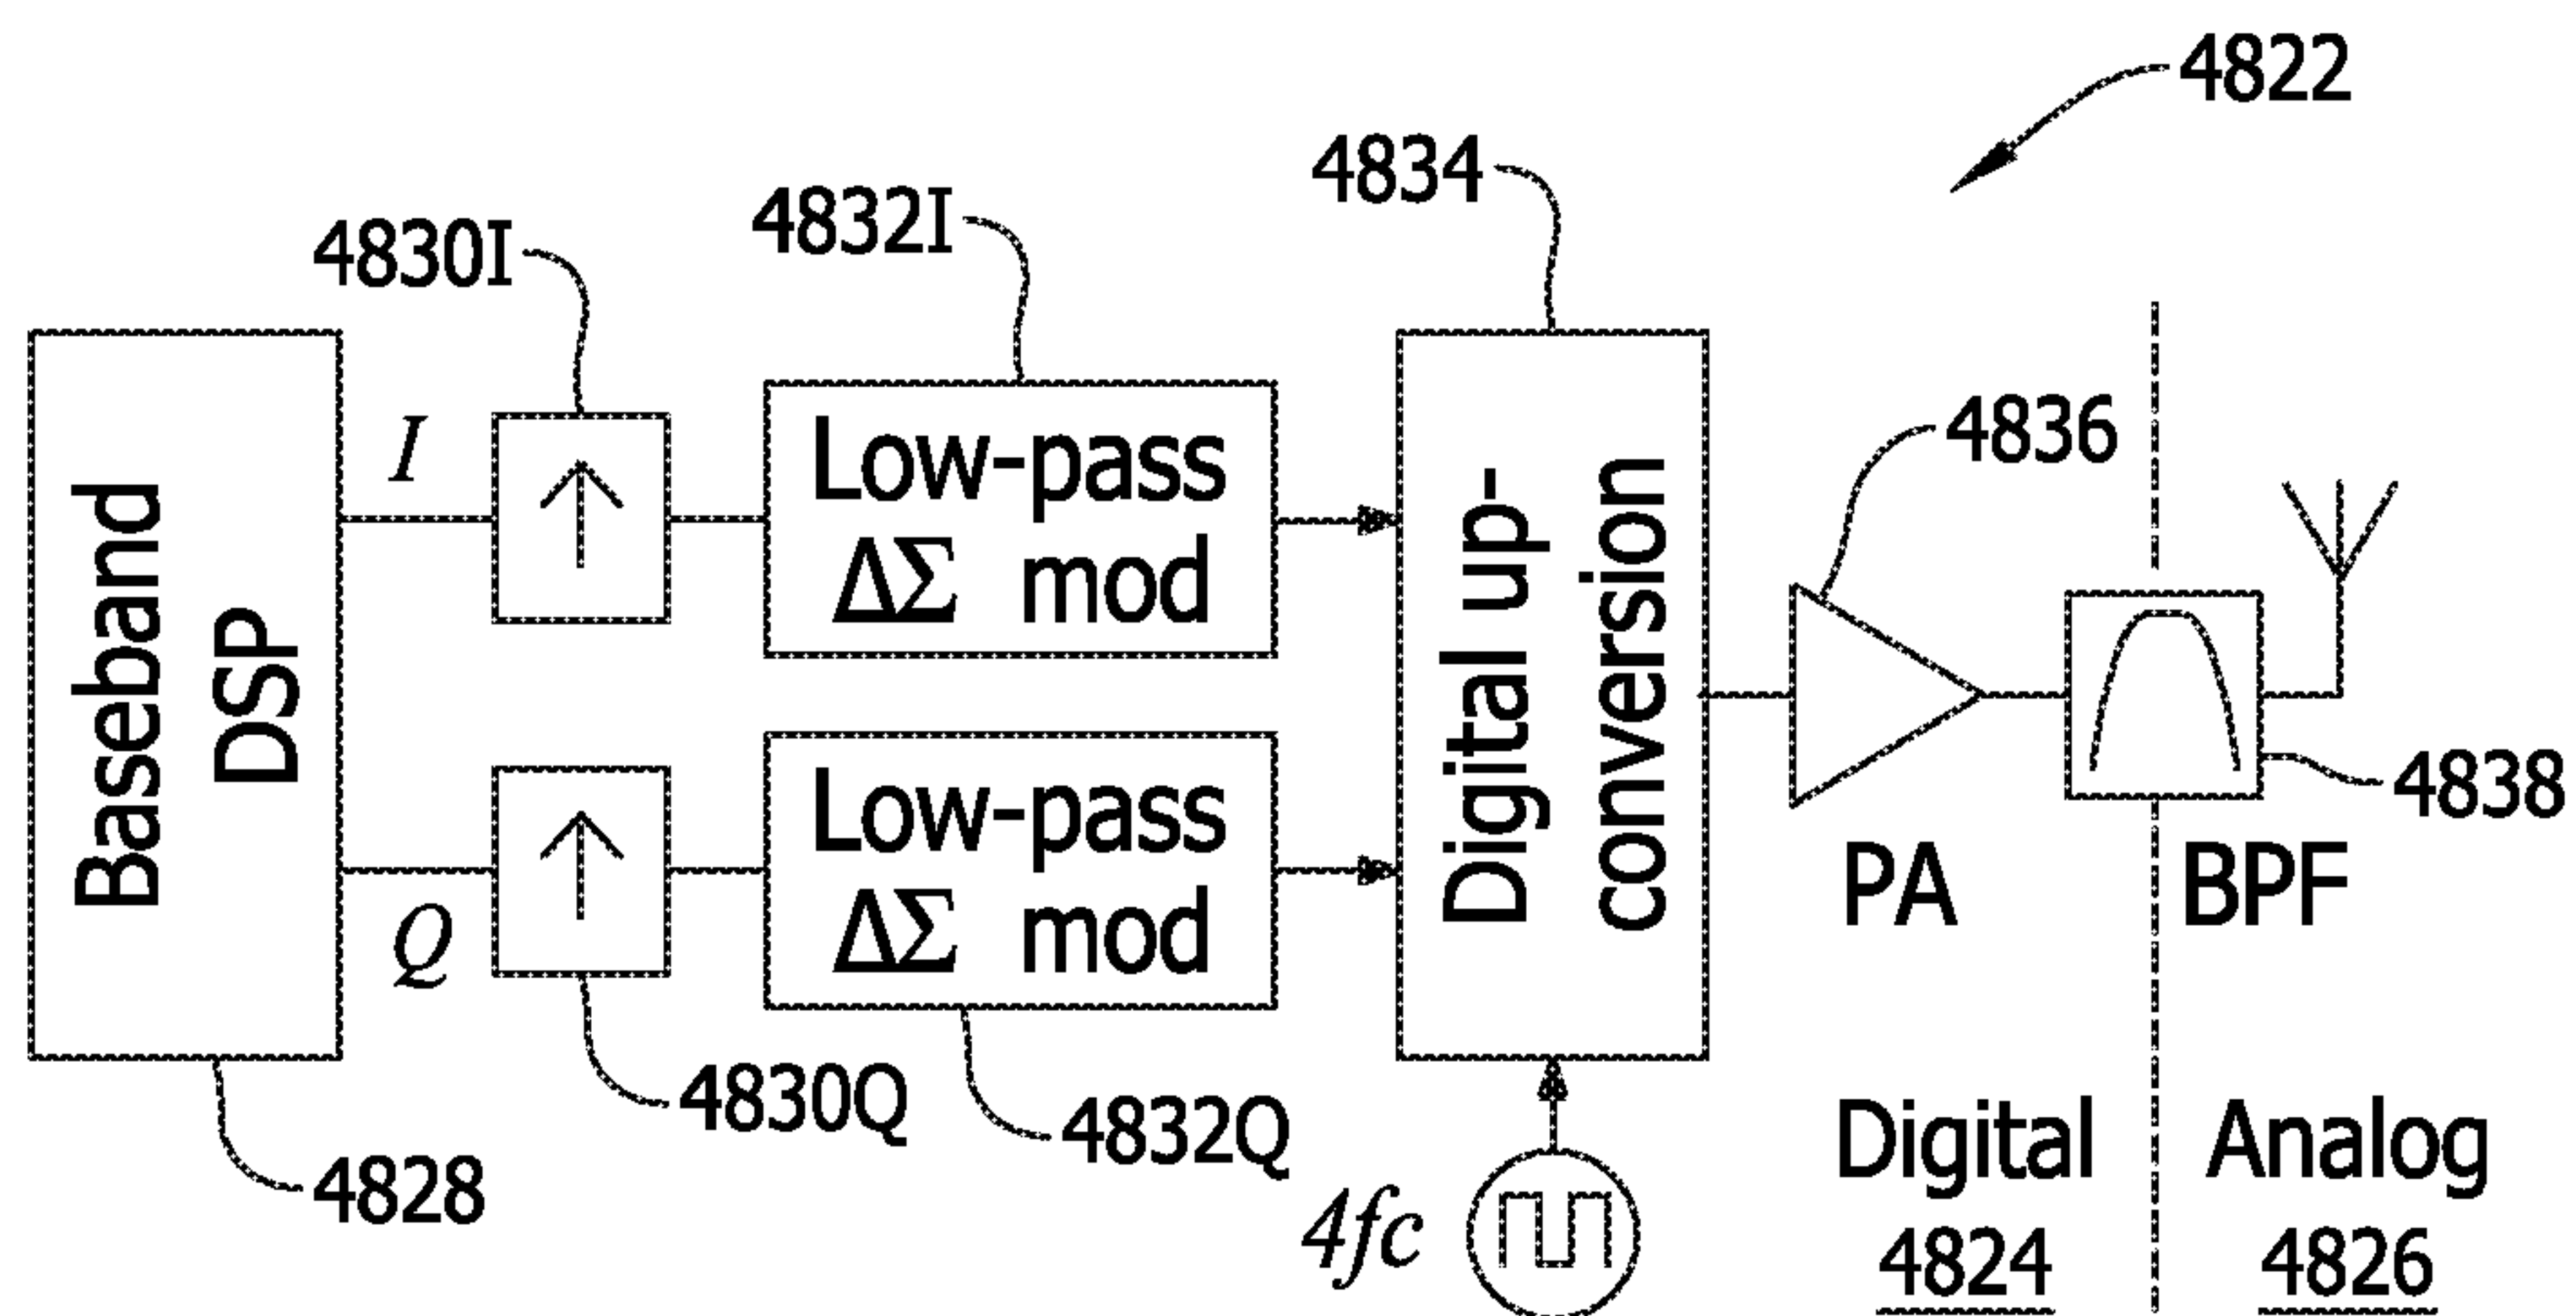 4822
4834
4832I
4830I
4836
Baseband
DSP
I
Low-pass
ΔΣ mod
Digital up-
conversion
4838
Q
Low-pass
ΔΣ mod
PA
BPF
4830Q
4832Q
4828
4fc
Digital
4824
Analog
4826